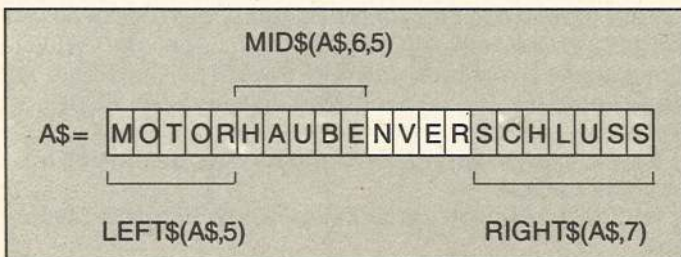 MID$(A$,6,5)
A$= MOTORHAUBENVERSCHLUSS
LEFT$(A$,5) RIGHT$(A$,7)